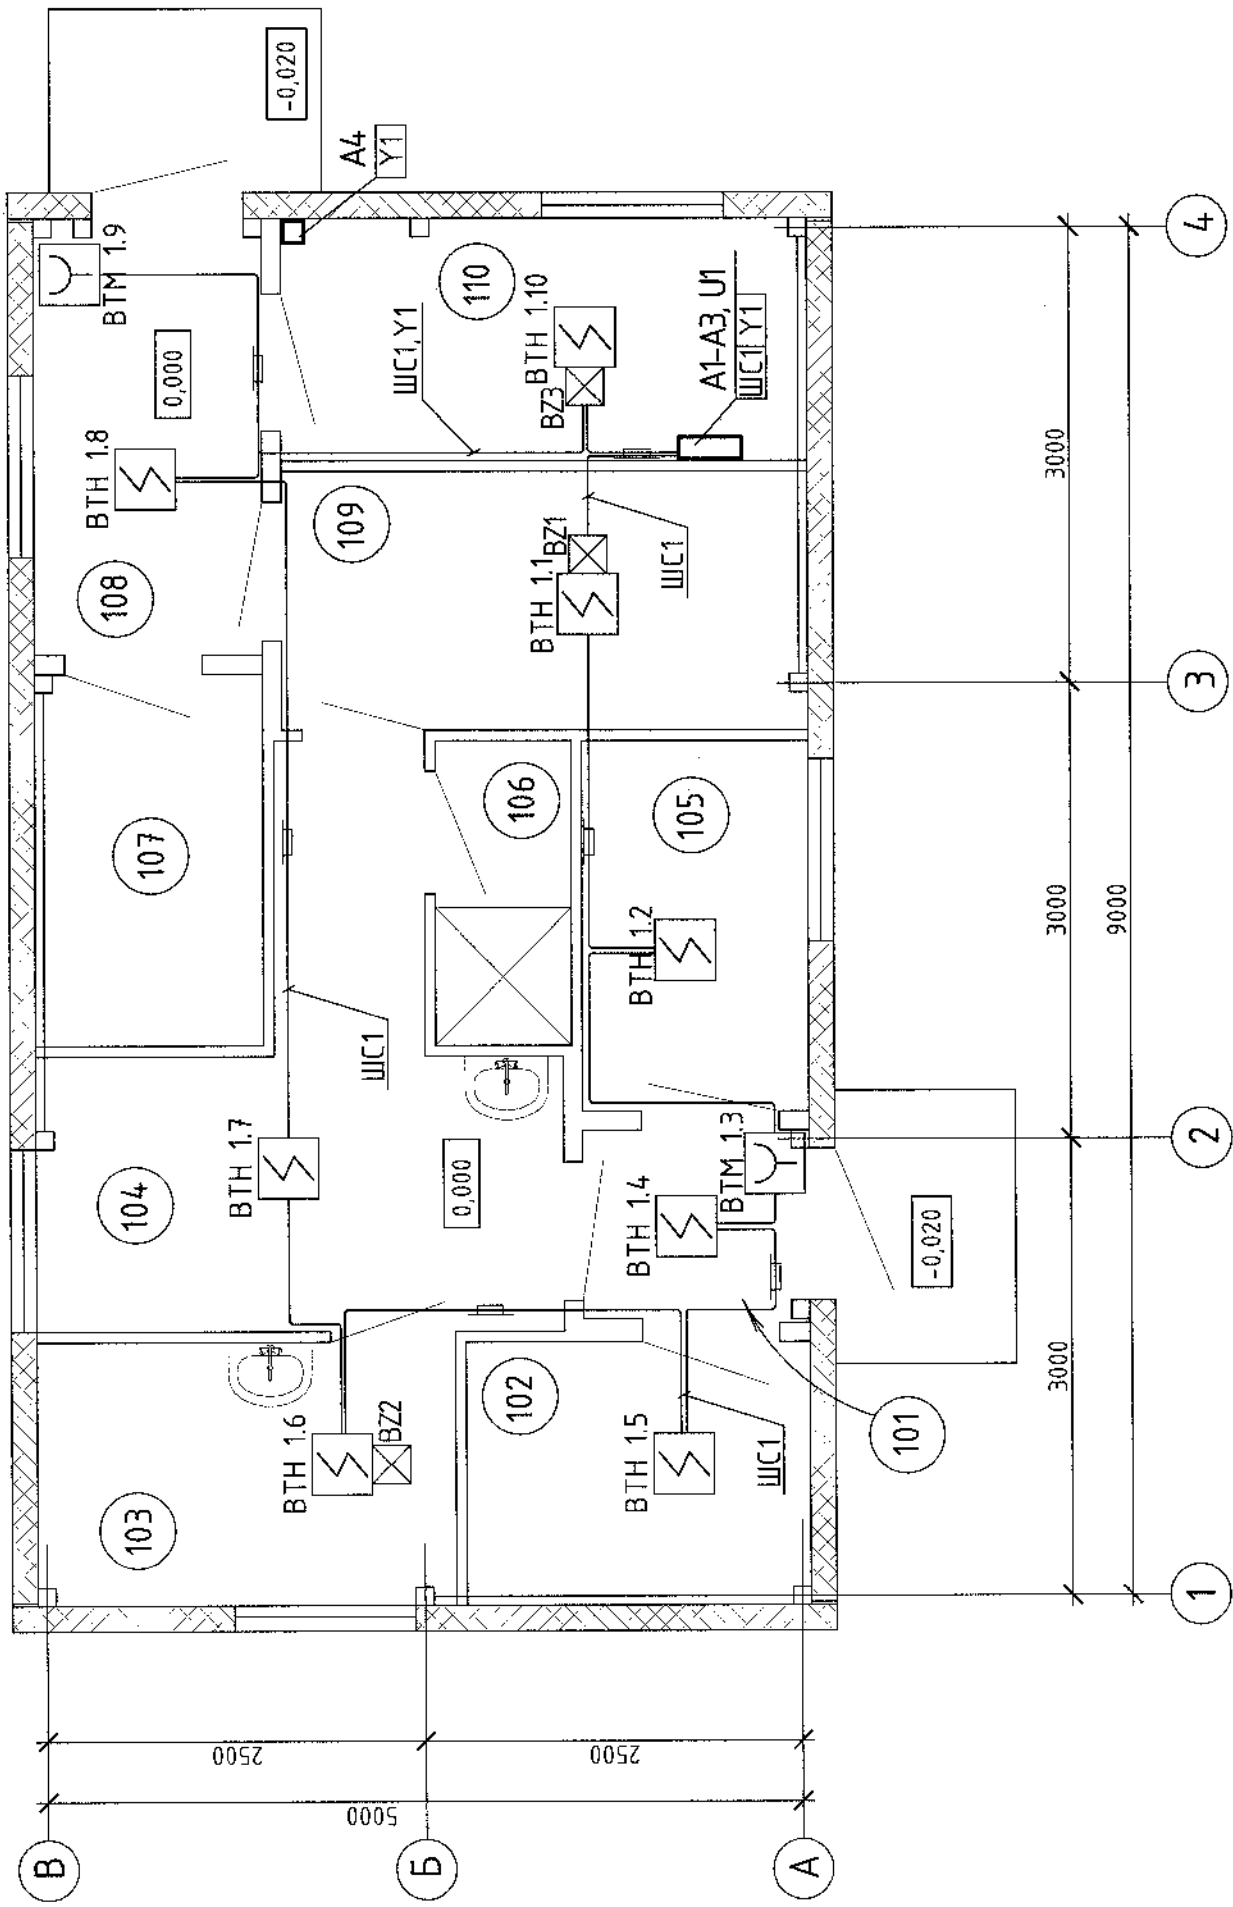 -0,020
А4
Y1
ВТМ 1.9
0,000
ВТН 1.8
108
107
104
103
110
ШС1,Y1
ВТН 1.10
BZ3
А1-А3, U1
ШС1 Y1
109
ВТН 1.1
BZ1
ШС1
106
105
ВТН 1.2
ШС1
ВТН 1.7
0,000
ВТН 1.4
ВТМ 1.3
-0,020
ВТН 1.6
BZ2
102
ВТН 1.5
ШС1
101
3000
3000
3000
9000
2500
2500
5000
В
Б
А
1
2
3
4